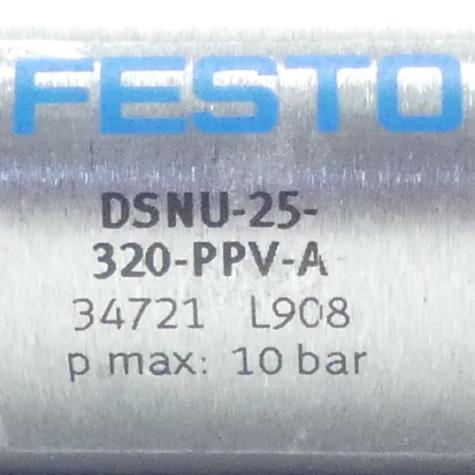 FESTO
DSNU-25-
320-PPV-A
34721 L908
p max: 10 bar